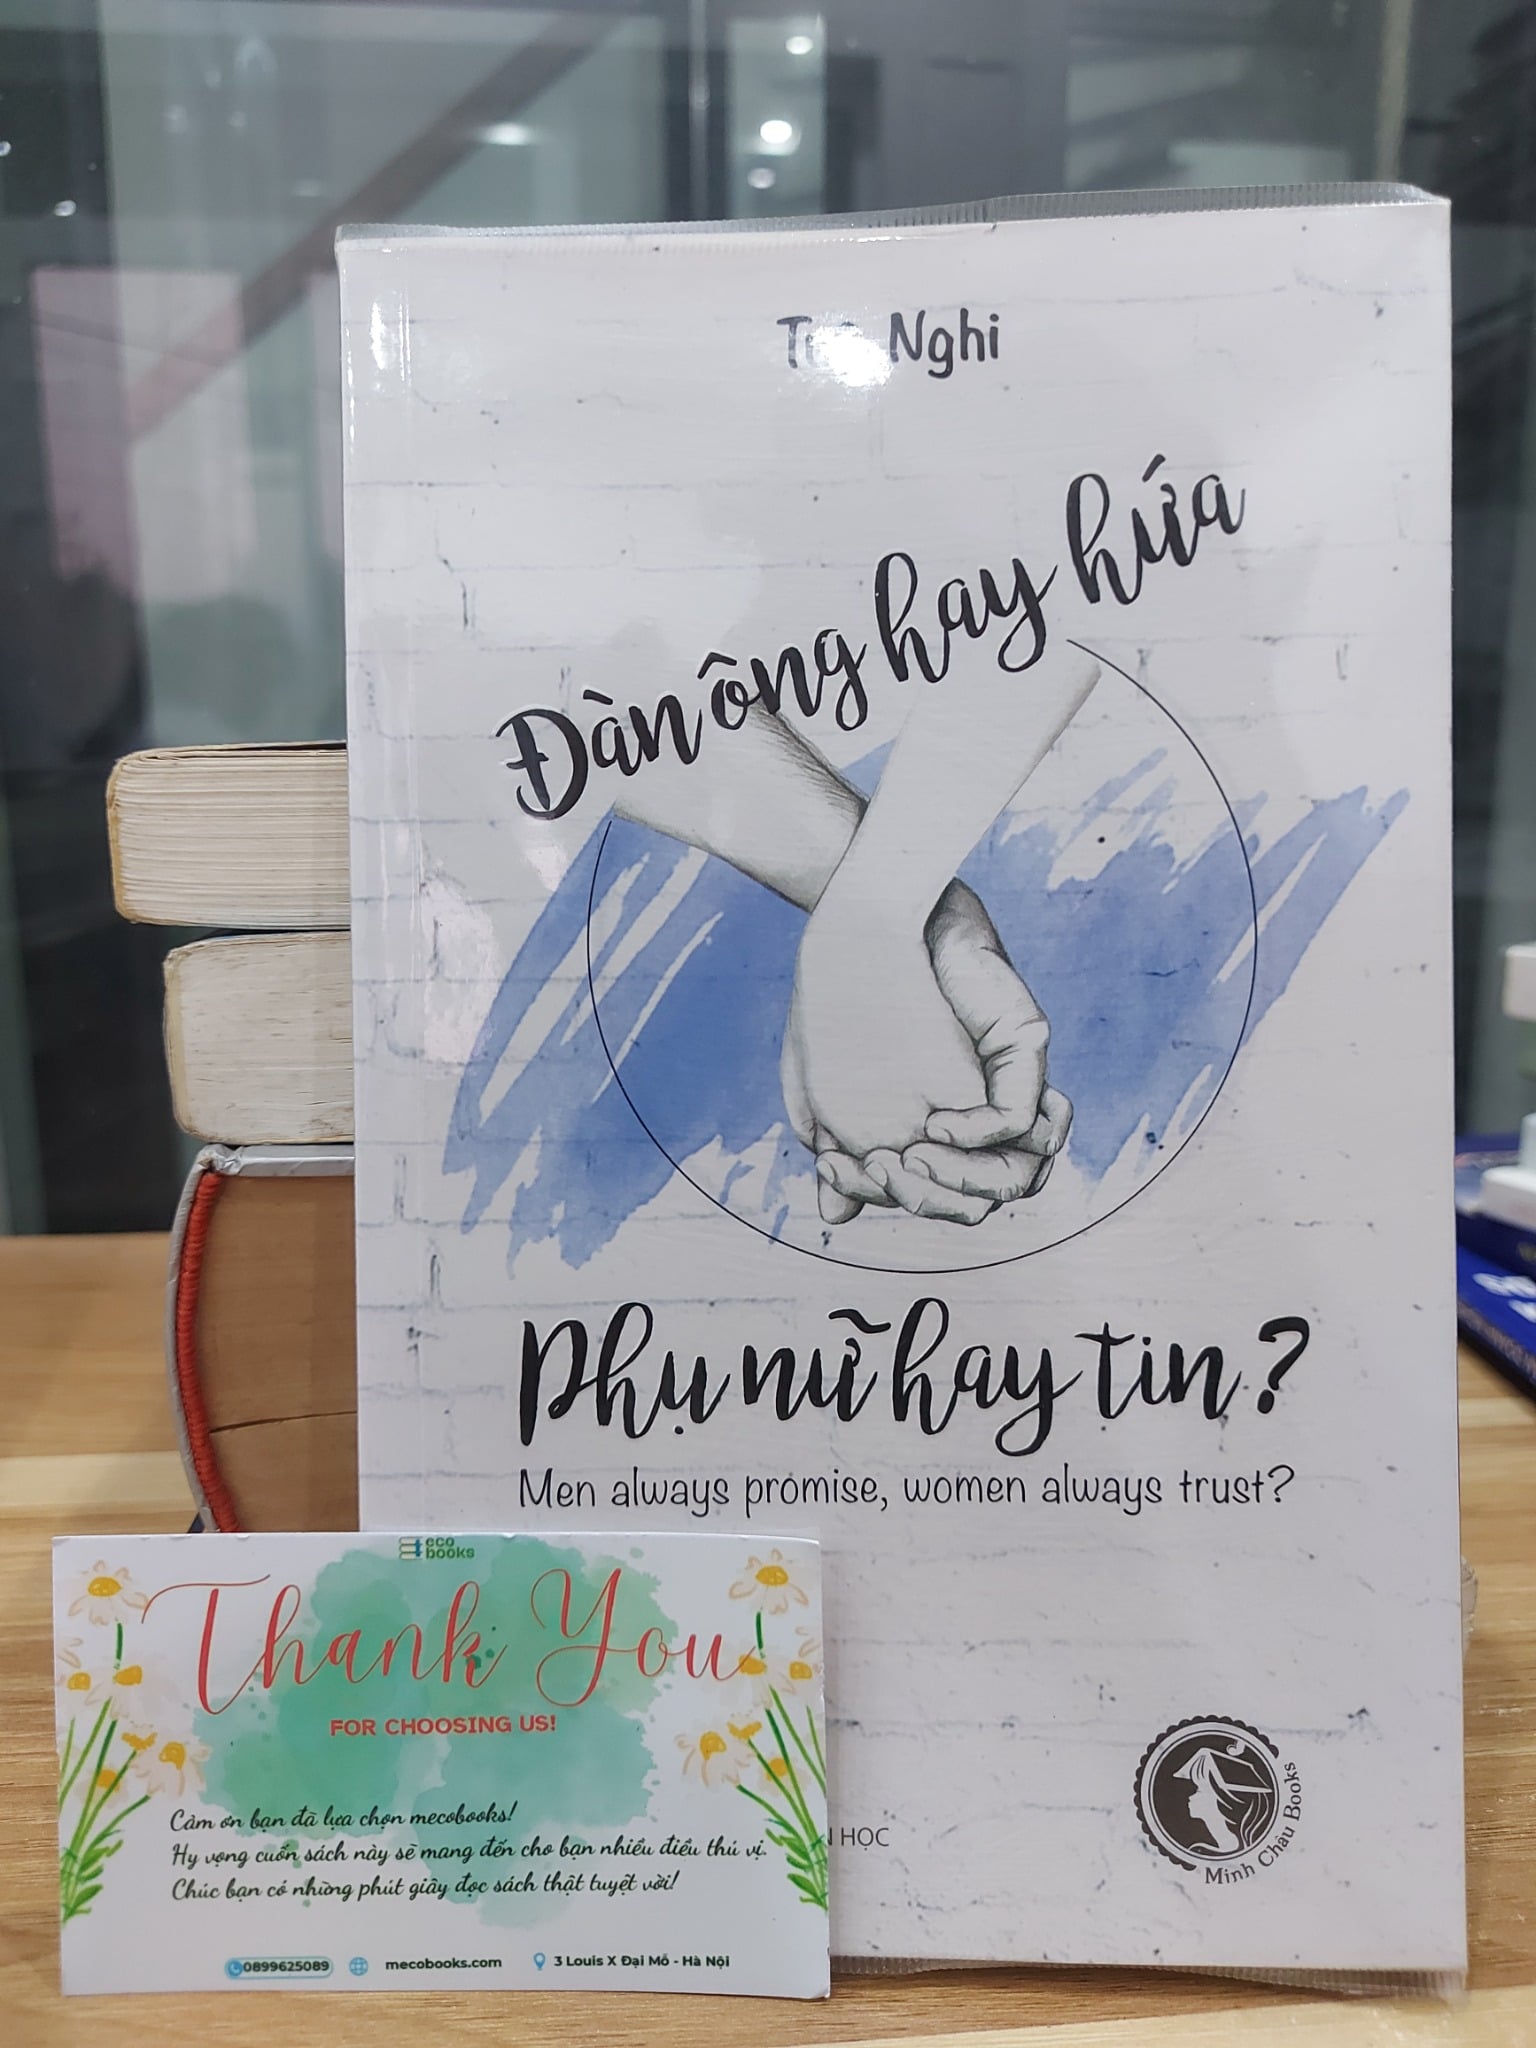 Nghi
Đàn ông hay hứa
Phụ nữ hay tin?
Men always promise, women always trust?
HỌC
Minh Chau Books
eco
books
Thank You
FOR CHOOSING US!
Cảm ơn bạn đã lựa chọn mecobooks!
Hy vọng cuốn sách này sẽ mang đến cho bạn nhiều điều thú vị.
Chúc bạn có những phút giây đọc sách thật tuyệt vời!
0899625089 mecobooks.com 3 Louis X Đại Mỗ - Hà Nội